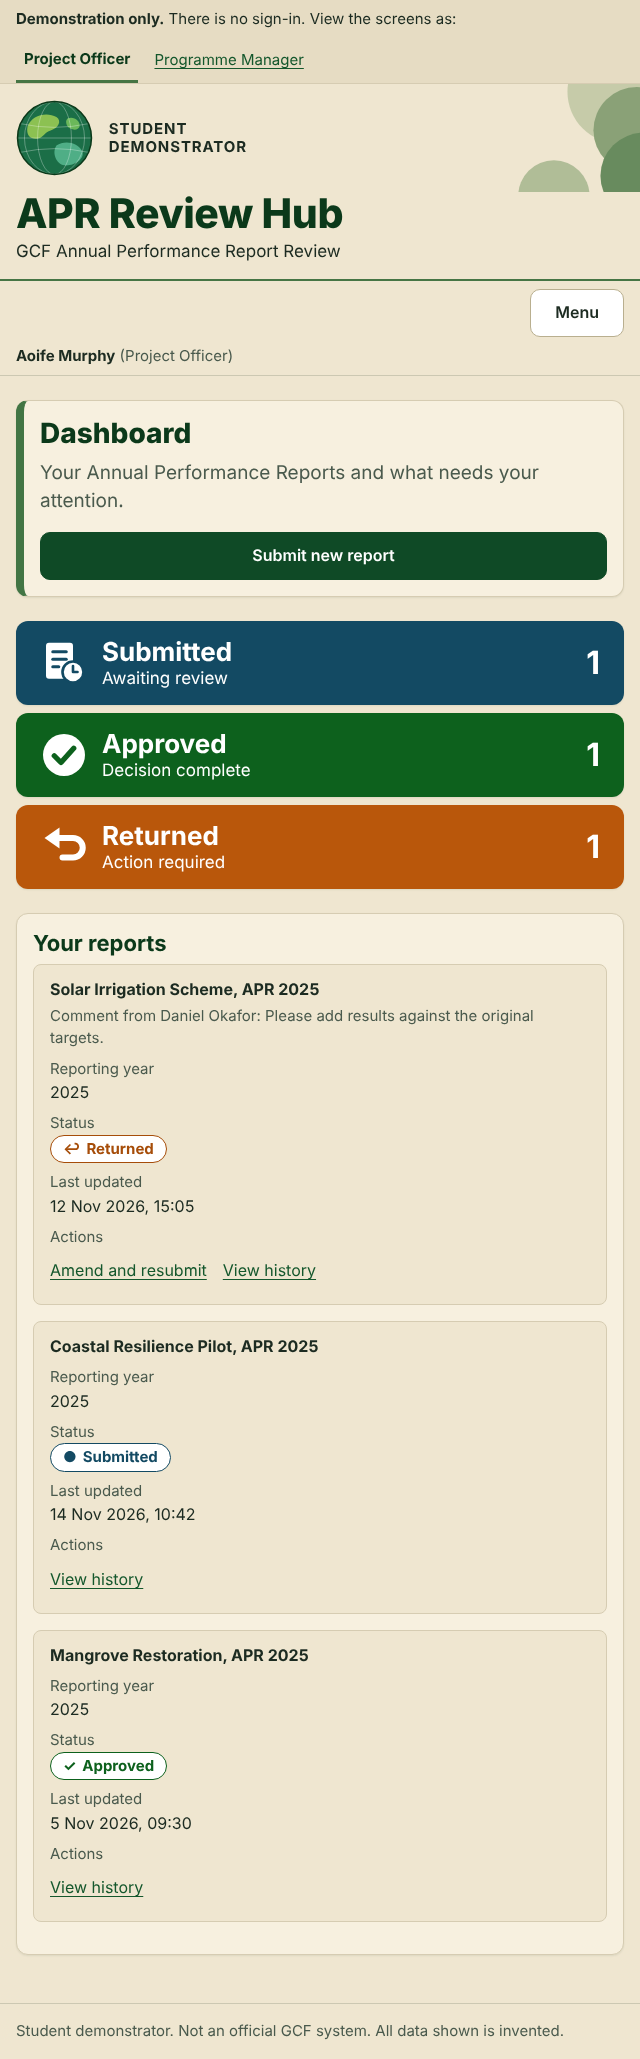 Demonstration only. There is no sign-in. View the screens as:
Project Officer Programme Manager
STUDENT
DEMONSTRATOR
APR Review Hub
GCF Annual Performance Report Review
Menu
Aoife Murphy (Project Officer)
Dashboard
Your Annual Performance Reports and what needs your
attention.
Submit new report
Submitted
Awaiting review
1
Approved
Decision complete
1
Returned
Action required
1
Your reports
Solar Irrigation Scheme, APR 2025
Comment from Daniel Okafor: Please add results against the original
targets.
Reporting year
2025
Status
Returned
Last updated
12 Nov 2026, 15:05
Actions
Amend and resubmit View history
Coastal Resilience Pilot, APR 2025
Reporting year
2025
Status
Submitted
Last updated
14 Nov 2026, 10:42
Actions
View history
Mangrove Restoration, APR 2025
Reporting year
2025
Status
Approved
Last updated
5 Nov 2026, 09:30
Actions
View history
Student demonstrator. Not an official GCF system. All data shown is invented.